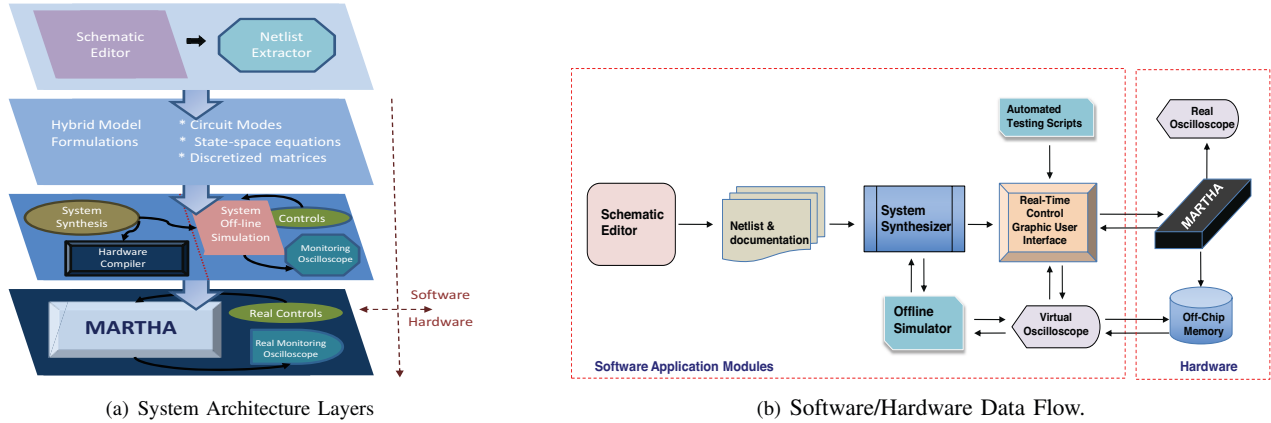 Schematic
Editor
Netlist
Extractor
Hybrid Model
Formulations
* Circuit Modes
* State-space equations
* Discretized matrices
System
Synthesis
Hardware
Compiler
System
Off-line
Simulation
Controls
Monitoring
Oscilloscope
MARTHA
Real Controls
Real Monitoring
Oscilloscope
Software
Hardware
(a) System Architecture Layers
Schematic
Editor
Netlist &
documentation
System
Synthesizer
Automated
Testing Scripts
Real-Time
Control
Graphic User
Interface
Offline
Simulator
Virtual
Oscilloscope
Software Application Modules
Real
Oscilloscope
MARTHA
Off-Chip
Memory
Hardware
(b) Software/Hardware Data Flow.